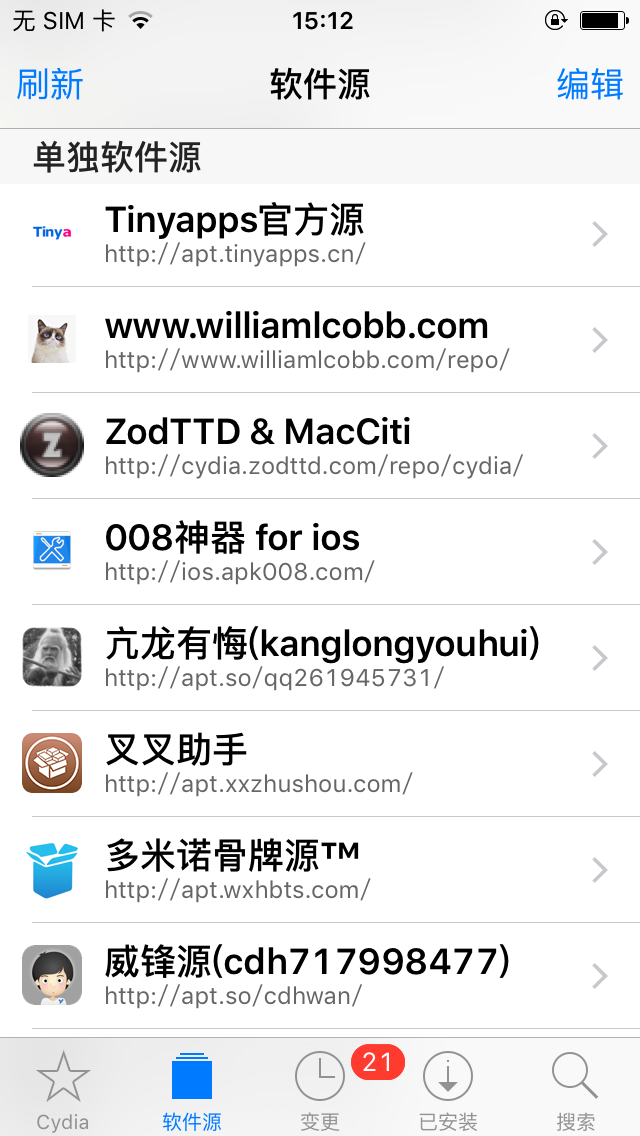 无 SIM 卡 15:12
刷新 软件源 编辑
单独软件源
Tinya
Tinyapps官方源
http://apt.tinyapps.cn/
www.williamlcobb.com
http://www.williamlcobb.com/repo/
Z
ZodTTD & MacCiti
http://cydia.zodttd.com/repo/cydia/
008神器 for ios
http://ios.apk008.com/
亢龙有悔(kanglongyouhui)
http://apt.so/qq261945731/
叉叉助手
http://apt.xxzhushou.com/
多米诺骨牌源™
http://apt.wxhbts.com/
威锋源(cdh717998477)
http://apt.so/cdhwan/
21
Cydia 软件源 变更 已安装 搜索